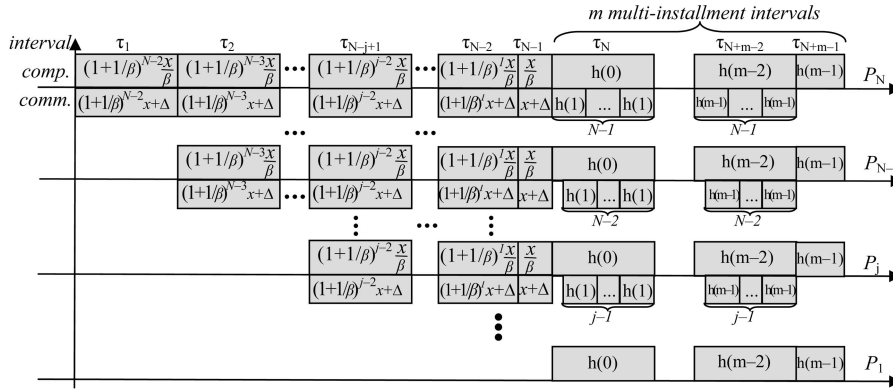 m multi-installment intervals
interval τ₁ τ₂ τN−j+1 τN−2 τN−1 τN τN+m−2 τN+m−1
comp. (1+1/β)^N−2 x/β (1+1/β)^N−3 x/β ••• (1+1/β)^j−2 x/β ••• (1+1/β)^1 x/β x/β h(0) h(m−2) h(m−1) PN
comm. (1+1/β)^N−2 x+Δ (1+1/β)^N−3 x+Δ (1+1/β)^j−2 x+Δ (1+1/β)^1 x+Δ x+Δ h(1) ... h(1) h(m−1) ... h(m−1)
N−1 N−1
••• •••
(1+1/β)^N−3 x/β (1+1/β)^j−2 x/β (1+1/β)^1 x/β x/β h(0) h(m−2) h(m−1) PN−
(1+1/β)^N−3 x+Δ ••• (1+1/β)^j−2 x+Δ (1+1/β)^1 x+Δ x+Δ h(1) ... h(1) h(m−1) ... h(m−1)
N−2 N−2
⋮ ••• ⋮
(1+1/β)^j−2 x/β (1+1/β)^1 x/β x/β h(0) h(m−2) h(m−1) Pj
(1+1/β)^j−2 x+Δ (1+1/β)^1 x+Δ x+Δ h(1) ... h(1) h(m−1) ... h(m−1)
j−1 j−1
⋮
h(0) h(m−2) h(m−1) P₁